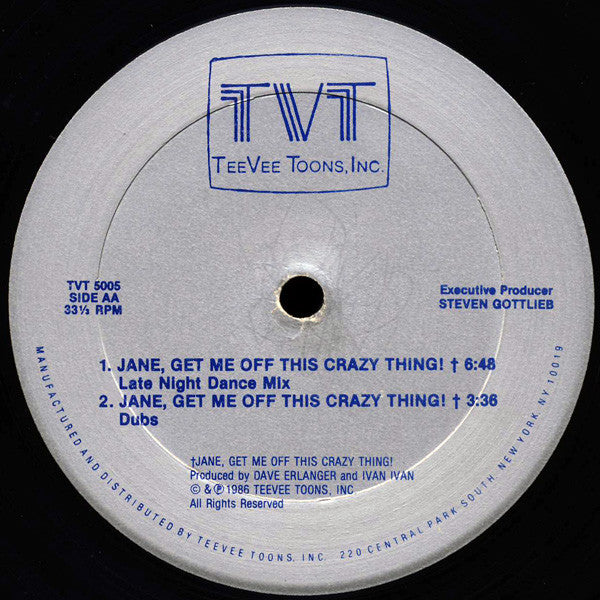 TVT
TEEVEE TOONS, INC.
TVT 5005
SIDE AA
33⅓ RPM
Executive Producer
STEVEN GOTTLIEB
1. JANE, GET ME OFF THIS CRAZY THING! † 6:48
Late Night Dance Mix
2. JANE, GET ME OFF THIS CRAZY THING! † 3:36
Dubs
†JANE, GET ME OFF THIS CRAZY THING!
Produced by DAVE ERLANGER and IVAN IVAN
© & ℗ 1986 TEEVEE TOONS, INC
All Rights Reserved
MANUFACTURED AND DISTRIBUTED BY TEEVEE TOONS, INC. 220 CENTRAL PARK SOUTH, NEW YORK, NY 10019